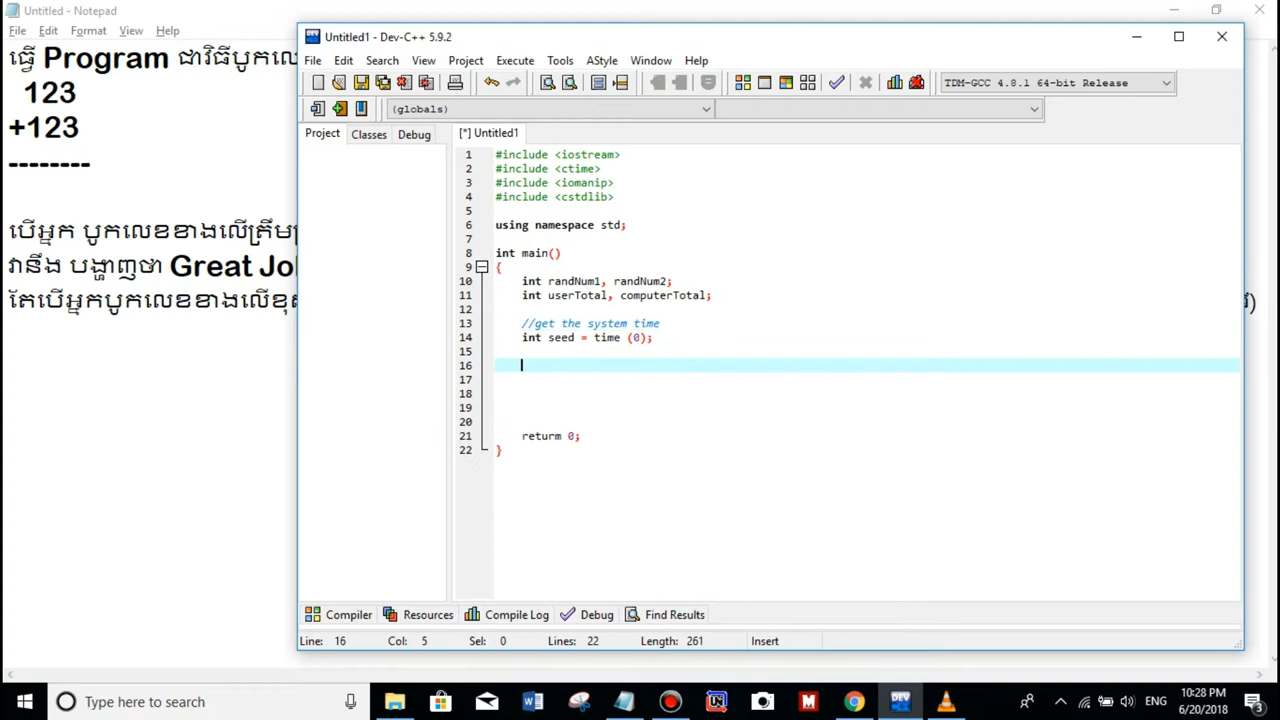 Untitled - Notepad
File Edit Format View Help
ធ្វើ Program ជាវិធីបូកលេ
123
+123
--------
បើអ្នក បូកលេខខាងលើត្រឹម
វានឹង បង្ហាញថា Great Jo
តែបើអ្នកបូកលេខខាងលើខុស
Untitled1 - Dev-C++ 5.9.2
File Edit Search View Project Execute Tools AStyle Window Help
TDM-GCC 4.8.1 64-bit Release
(globals)
Project Classes Debug
[*] Untitled1
1 #include <iostream>
2 #include <ctime>
3 #include <iomanip>
4 #include <cstdlib>
5
6 using namespace std;
7
8 int main()
9 {
10 int randNum1, randNum2;
11 int userTotal, computerTotal;
12
13 //get the system time
14 int seed = time (0);
15
16
17
18
19
20
21 returm 0;
22 }
Compiler Resources Compile Log Debug Find Results
Line: 16 Col: 5 Sel: 0 Lines: 22 Length: 261 Insert
Type here to search
ENG
10:28 PM
6/20/2018
3